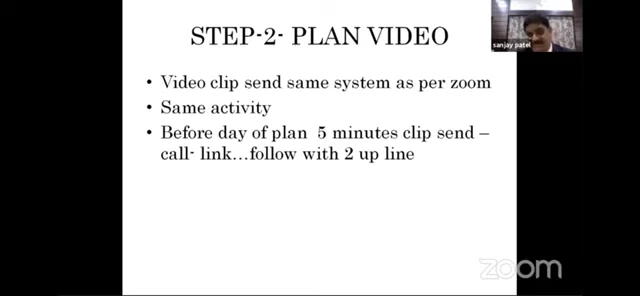 STEP-2- PLAN VIDEO
sanjay patel
• Video clip send same system as per zoom
• Same activity
• Before day of plan 5 minutes clip send –
call- link…follow with 2 up line
zoom